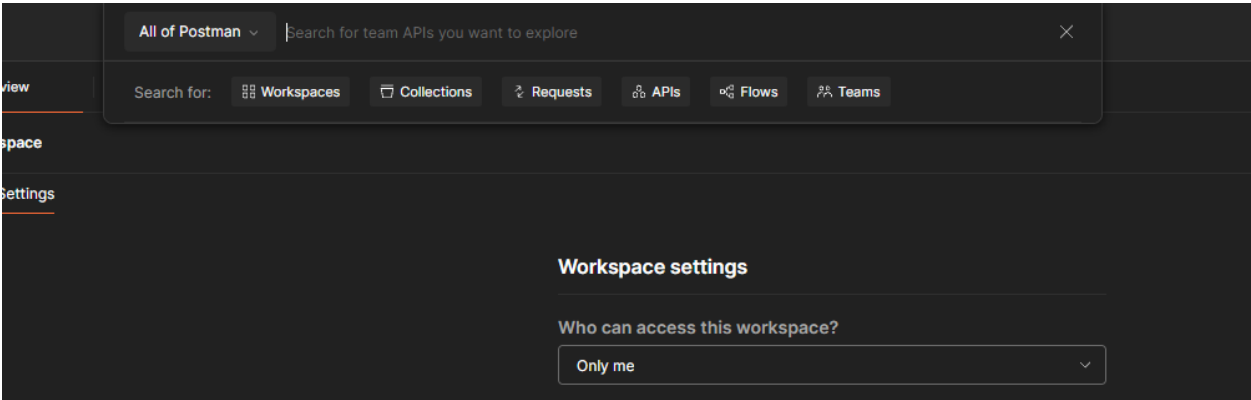 All of Postman Search for team APIs you want to explore
view
Search for: Workspaces Collections Requests APIs Flows Teams
space
Settings
Workspace settings
Who can access this workspace?
Only me